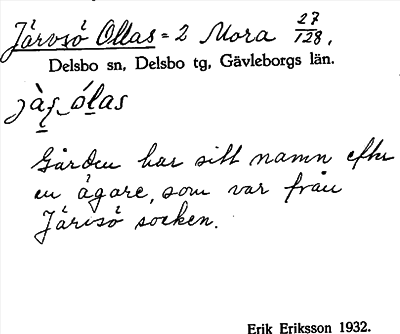 Järvsö Ollas = 2 Mora 27/128.
Delsbo sn, Delsbo tg, Gävleborgs län.
Gården har sitt namn efter
en ägare, som var från
Järvsö socken.
Erik Eriksson 1932.